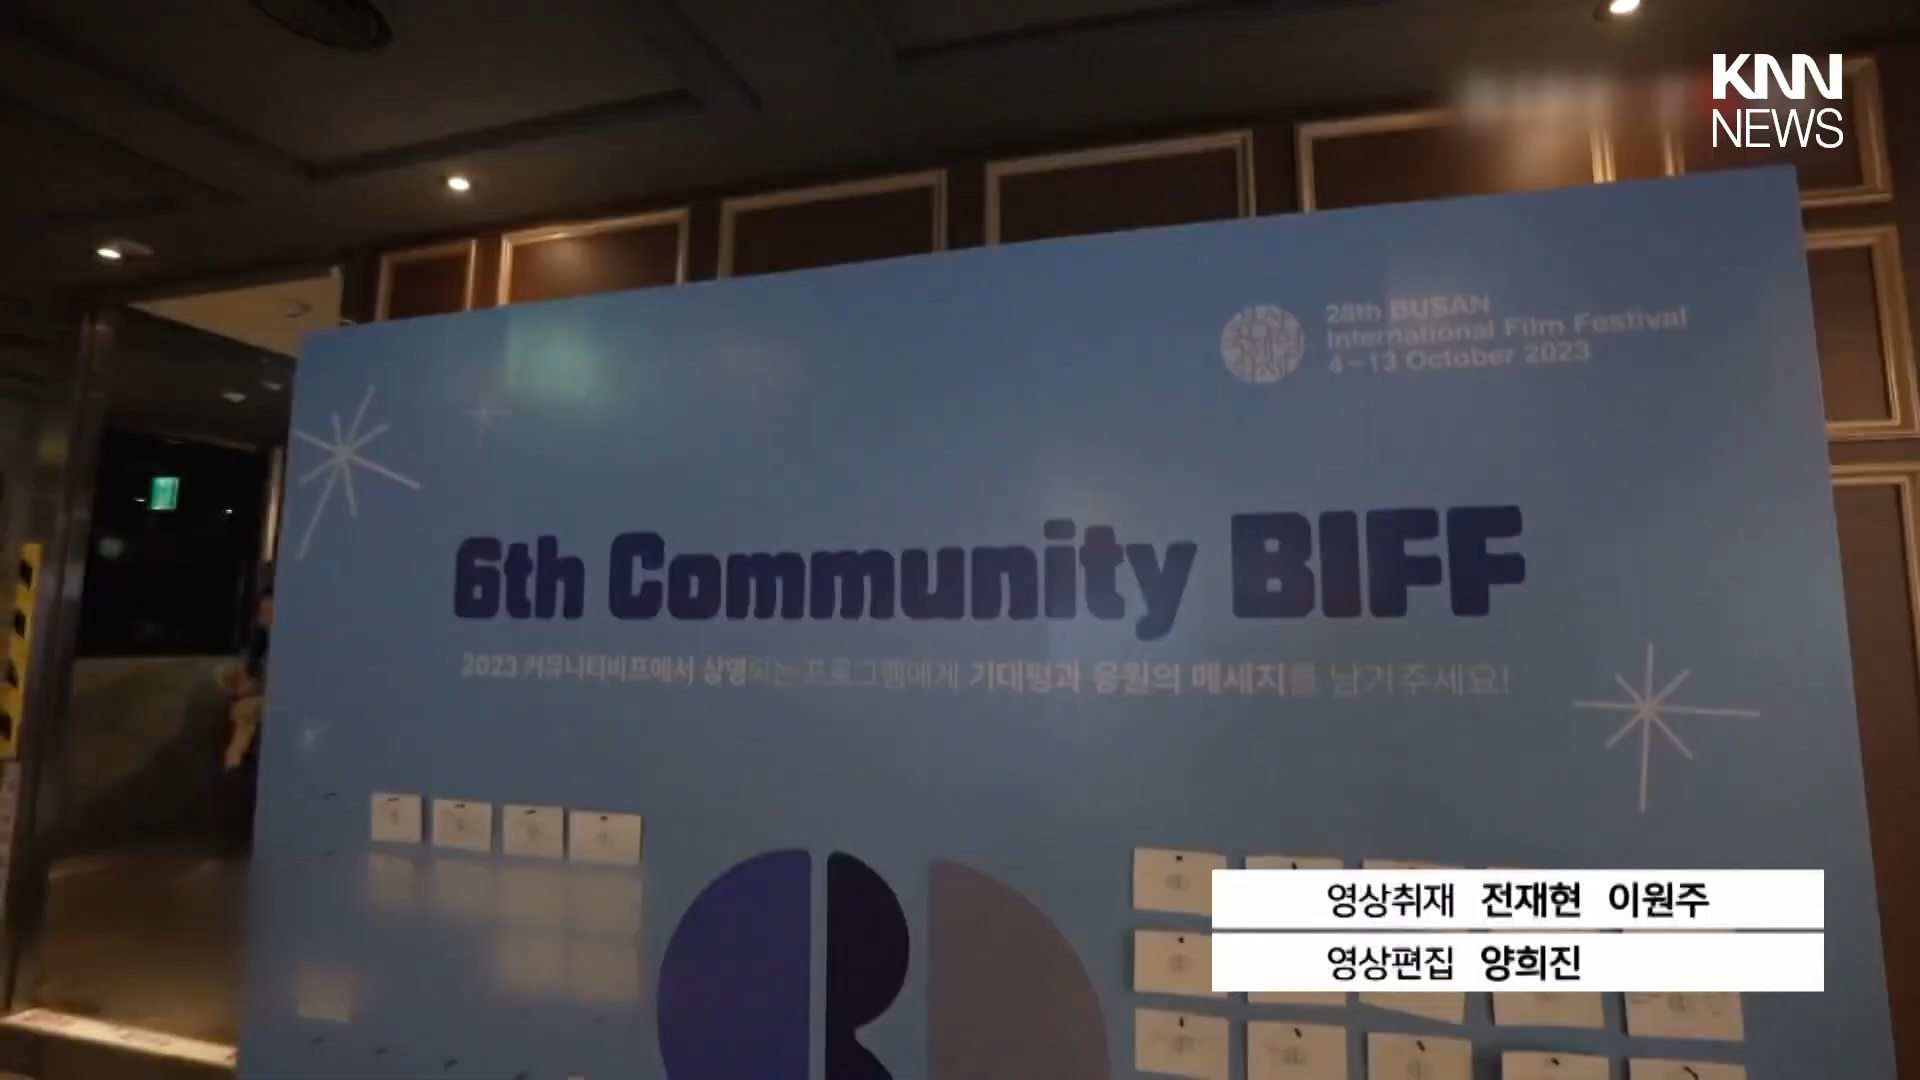 KNN
NEWS
28th BUSAN
International Film Festival
4–13 October 2023
6th Community BIFF
2023 커뮤니티비프에서 상영되는 프로그램에게 기대평과 응원의 메세지를 남겨주세요!
영상취재 전재현 이원주
영상편집 양희진